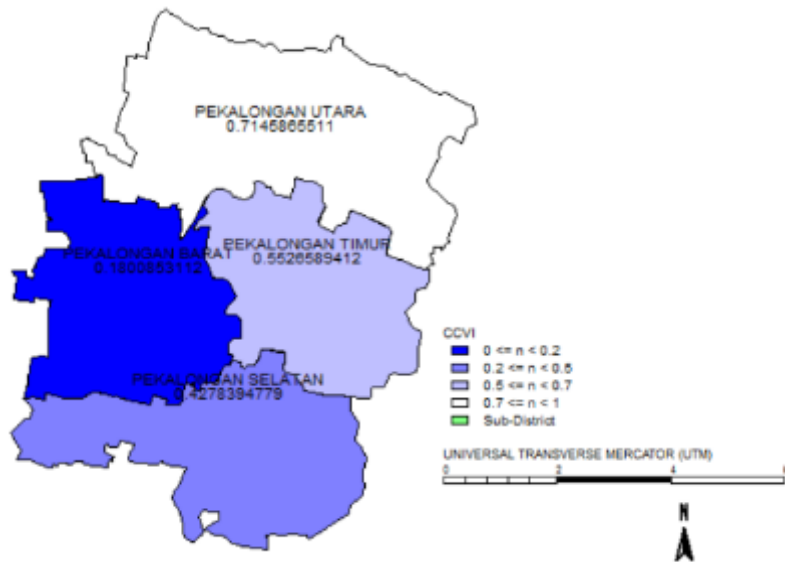 PEKALONGAN UTARA
0.7145865511
PEKALONGAN BARAT
0.1800853112
PEKALONGAN TIMUR
0.5526589412
PEKALONGAN SELATAN
0.4278394779
CCVI
0 <= n < 0.2
0.2 <= n < 0.5
0.5 <= n < 0.7
0.7 <= n < 1
Sub-District
UNIVERSAL TRANSVERSE MERCATOR (UTM)
0 2 4 6
N